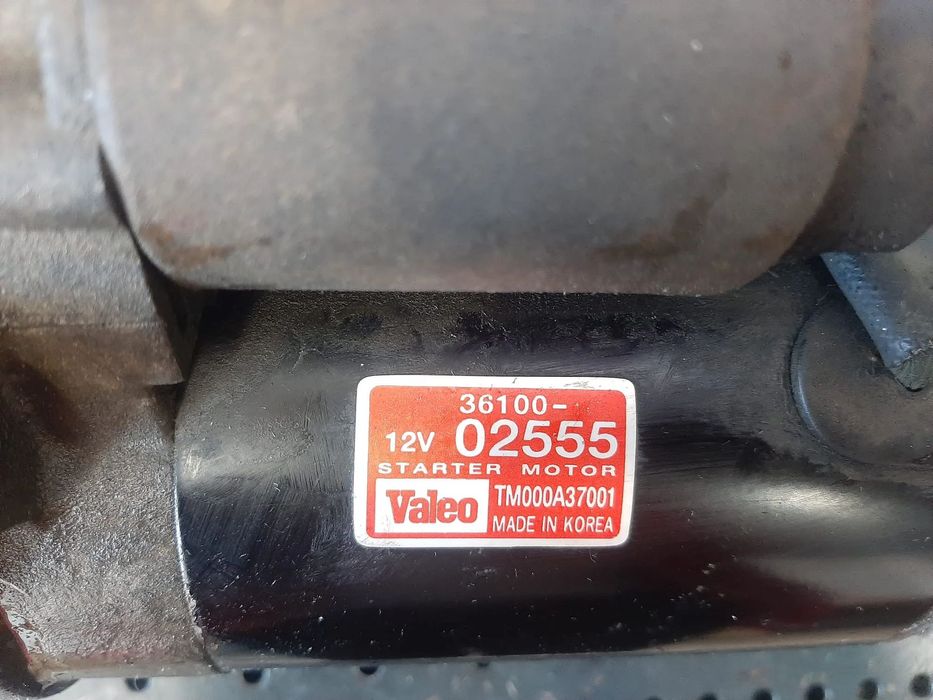 36100-
12V 02555
STARTER MOTOR
Valeo TM000A37001
MADE IN KOREA